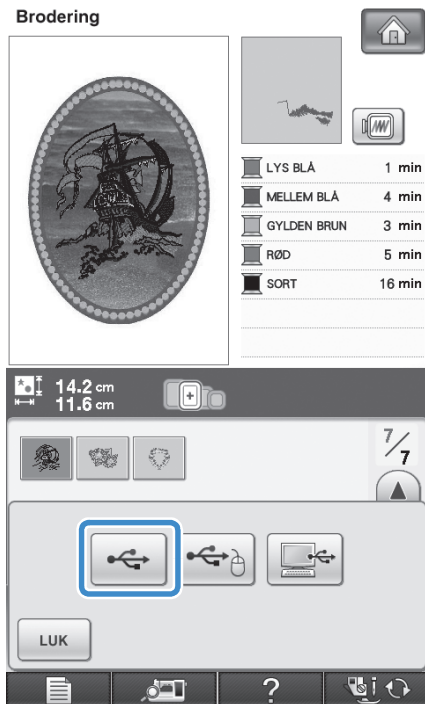 Brodering
LYS BLÅ 1 min
MELLEM BLÅ 4 min
GYLDEN BRUN 3 min
RØD 5 min
SORT 16 min
14.2 cm
11.6 cm
7/7
LUK
?